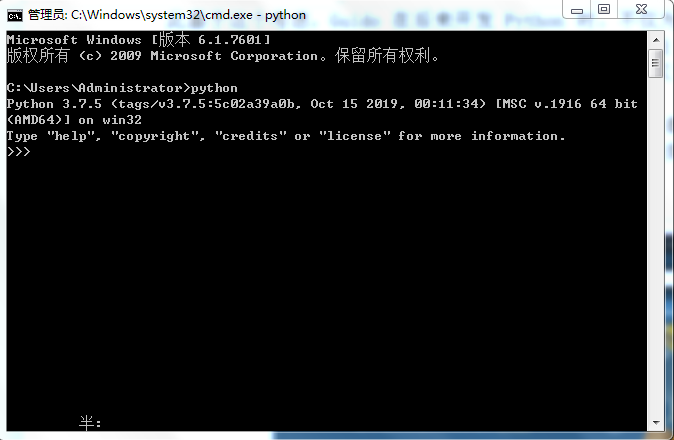 管理员: C:\Windows\system32\cmd.exe - python
Microsoft Windows [版本 6.1.7601]
版权所有 (c) 2009 Microsoft Corporation。保留所有权利。
C:\Users\Administrator>python
Python 3.7.5 (tags/v3.7.5:5c02a39a0b, Oct 15 2019, 00:11:34) [MSC v.1916 64 bit
(AMD64)] on win32
Type "help", "copyright", "credits" or "license" for more information.
>>>
半: